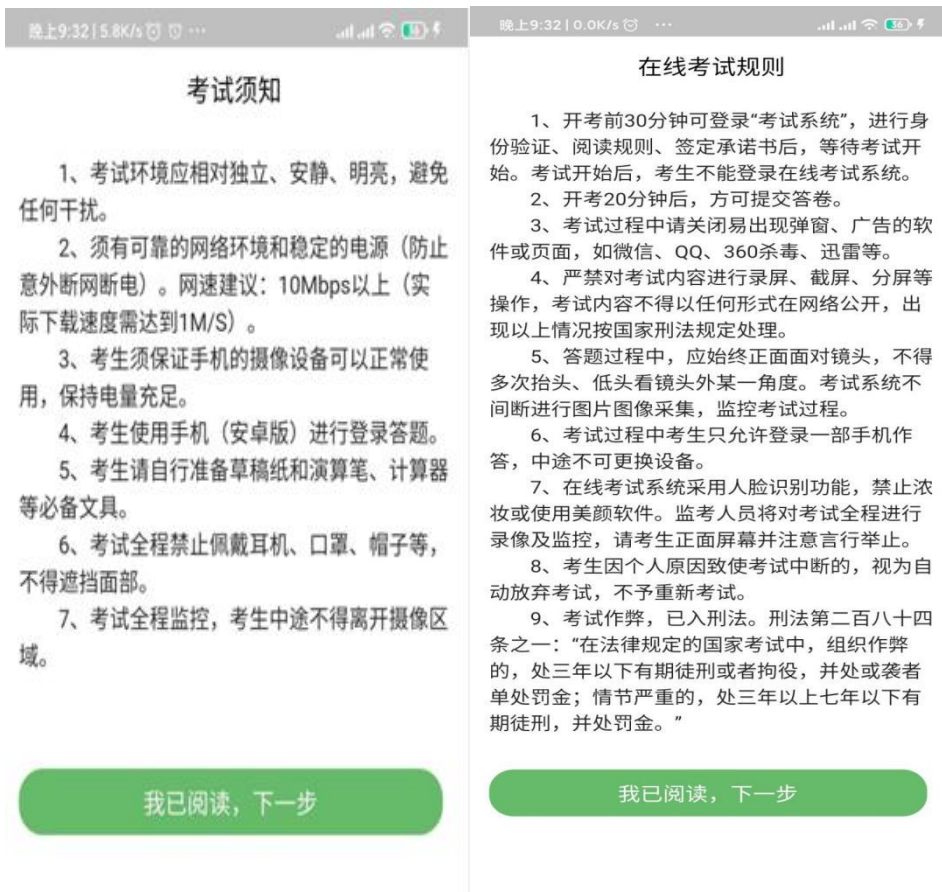 晚上9:32 | 5.8K/s ···
36
考试须知
1、考试环境应相对独立、安静、明亮，避免
任何干扰。
2、须有可靠的网络环境和稳定的电源（防止
意外断网断电）。网速建议：10Mbps以上（实
际下载速度需达到1M/S）。
3、考生须保证手机的摄像设备可以正常使
用，保持电量充足。
4、考生使用手机（安卓版）进行登录答题。
5、考生请自行准备草稿纸和演算笔、计算器
等必备文具。
6、考试全程禁止佩戴耳机、口罩、帽子等，
不得遮挡面部。
7、考试全程监控，考生中途不得离开摄像区
域。
我已阅读，下一步
晚上9:32 | 0.0K/s ···
36
在线考试规则
1、开考前30分钟可登录“考试系统”，进行身
份验证、阅读规则、签定承诺书后，等待考试开
始。考试开始后，考生不能登录在线考试系统。
2、开考20分钟后，方可提交答卷。
3、考试过程中请关闭易出现弹窗、广告的软
件或页面，如微信、QQ、360杀毒、迅雷等。
4、严禁对考试内容进行录屏、截屏、分屏等
操作，考试内容不得以任何形式在网络公开，出
现以上情况按国家刑法规定处理。
5、答题过程中，应始终正面面对镜头，不得
多次抬头、低头看镜头外某一角度。考试系统不
间断进行图片图像采集，监控考试过程。
6、考试过程中考生只允许登录一部手机作
答，中途不可更换设备。
7、在线考试系统采用人脸识别功能，禁止浓
妆或使用美颜软件。监考人员将对考试全程进行
录像及监控，请考生正面屏幕并注意言行举止。
8、考生因个人原因致使考试中断的，视为自
动放弃考试，不予重新考试。
9、考试作弊，已入刑法。刑法第二百八十四
条之一：“在法律规定的国家考试中，组织作弊
的，处三年以下有期徒刑或者拘役，并处或袭者
单处罚金；情节严重的，处三年以上七年以下有
期徒刑，并处罚金。”
我已阅读，下一步